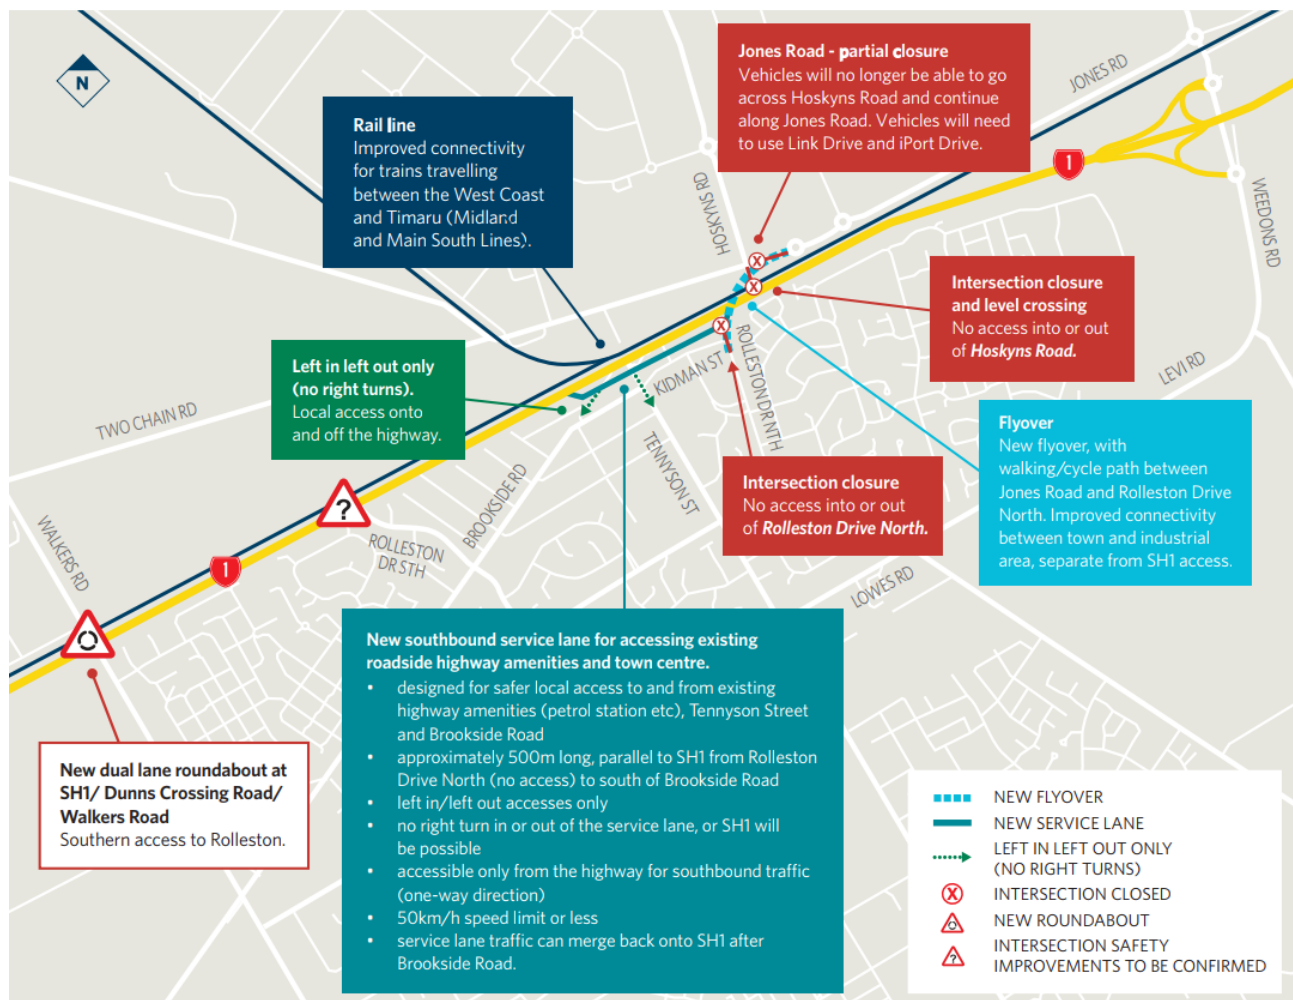 N
Rail line
Improved connectivity
for trains travelling
between the West Coast
and Timaru (Midland
and Main South Lines).
Jones Road - partial closure
Vehicles will no longer be able to go
across Hoskyns Road and continue
along Jones Road. Vehicles will need
to use Link Drive and iPort Drive.
JONES RD
1
HOSKYNS RD
WEEDONS RD
X
X
X
Intersection closure
and level crossing
No access into or out
of Hoskyns Road.
Left in left out only
(no right turns).
Local access onto
and off the highway.
KIDMAN ST
ROLLESTON DR NTH
LEVI RD
TWO CHAIN RD
Flyover
New flyover, with
walking/cycle path between
Jones Road and Rolleston Drive
North. Improved connectivity
between town and industrial
area, separate from SH1 access.
TENNYSON ST
BROOKSIDE RD
Intersection closure
No access into or out
of Rolleston Drive North.
?
ROLLESTON
DR STH
WALKERS RD
1
LOWES RD
New southbound service lane for accessing existing
roadside highway amenities and town centre.
• designed for safer local access to and from existing
highway amenities (petrol station etc), Tennyson Street
and Brookside Road
• approximately 500m long, parallel to SH1 from Rolleston
Drive North (no access) to south of Brookside Road
• left in/left out accesses only
• no right turn in or out of the service lane, or SH1 will
be possible
• accessible only from the highway for southbound traffic
(one-way direction)
• 50km/h speed limit or less
• service lane traffic can merge back onto SH1 after
Brookside Road.
New dual lane roundabout at
SH1/ Dunns Crossing Road/
Walkers Road
Southern access to Rolleston.
NEW FLYOVER
NEW SERVICE LANE
LEFT IN LEFT OUT ONLY
(NO RIGHT TURNS)
X INTERSECTION CLOSED
NEW ROUNDABOUT
? INTERSECTION SAFETY
IMPROVEMENTS TO BE CONFIRMED